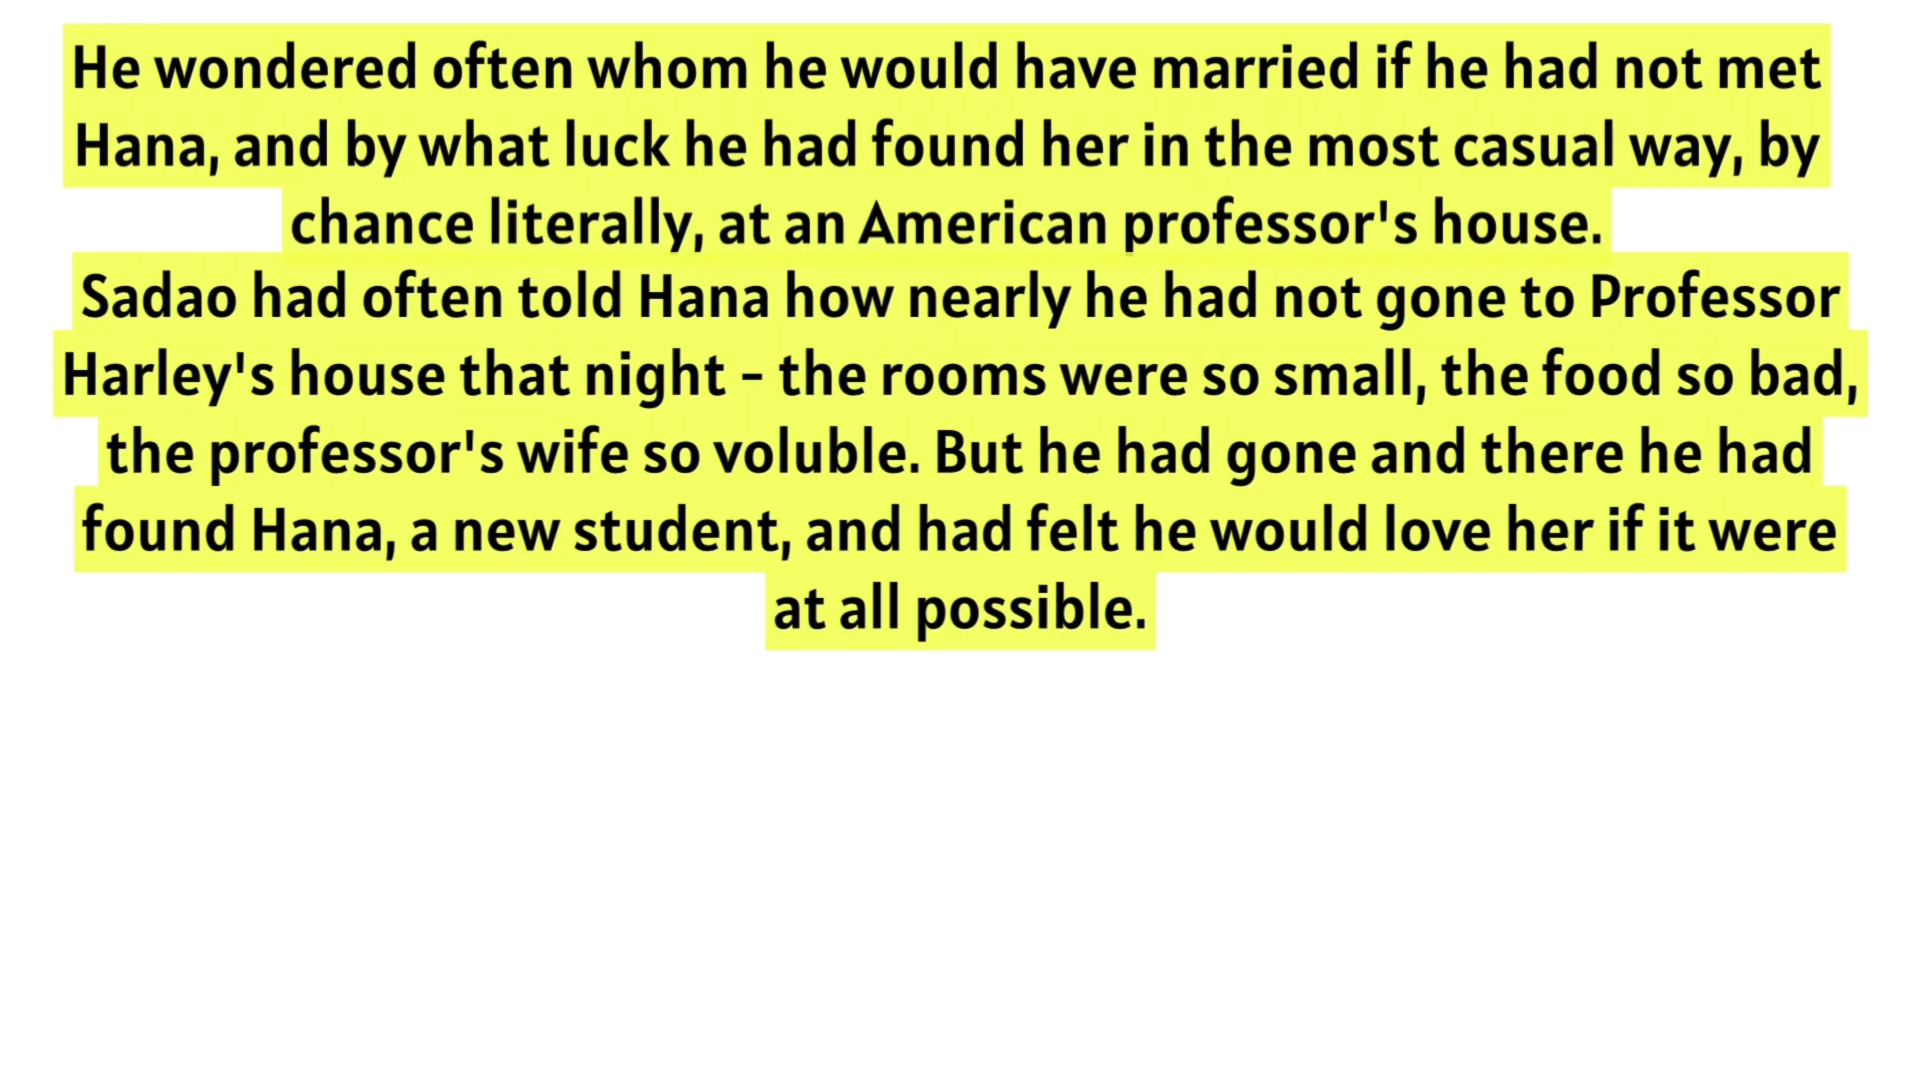 He wondered often whom he would have married if he had not met
Hana, and by what luck he had found her in the most casual way, by
chance literally, at an American professor's house.
Sadao had often told Hana how nearly he had not gone to Professor
Harley's house that night - the rooms were so small, the food so bad,
the professor's wife so voluble. But he had gone and there he had
found Hana, a new student, and had felt he would love her if it were
at all possible.